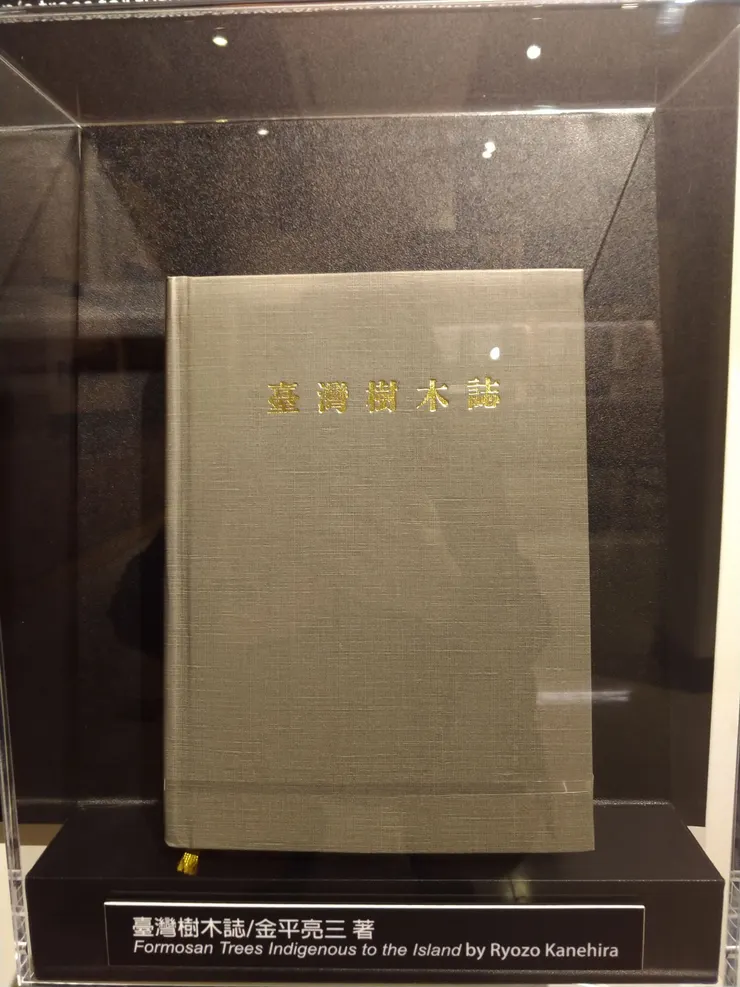 臺灣樹木誌
臺灣樹木誌/金平亮三 著
Formosan Trees Indigenous to the Island by Ryozo Kanehira